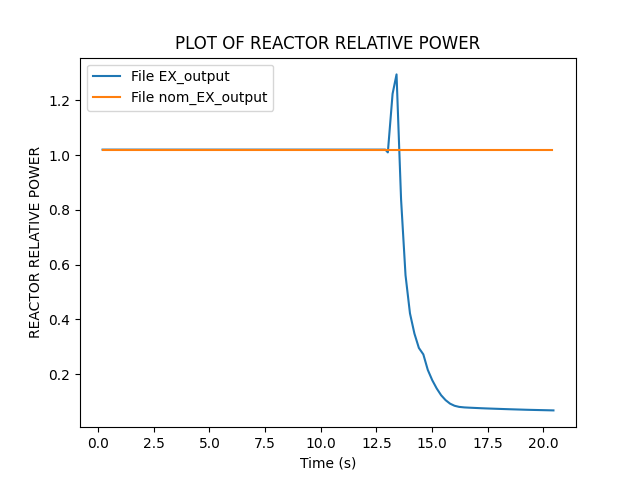 PLOT OF REACTOR RELATIVE POWER
File EX_output
File nom_EX_output
1.2
1.0
0.8
0.6
0.4
0.2
REACTOR RELATIVE POWER
0.0 2.5 5.0 7.5 10.0 12.5 15.0 17.5 20.0
Time (s)